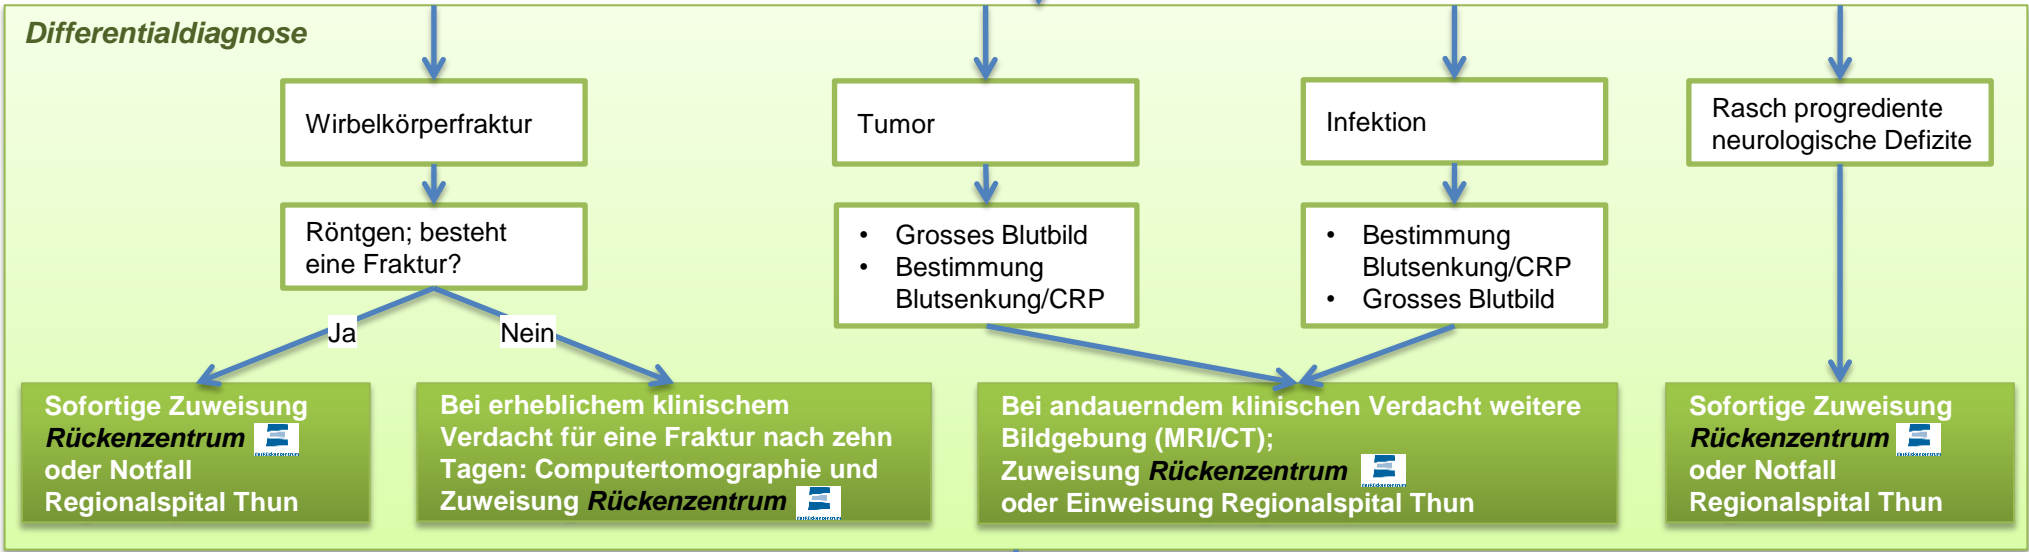 Differentialdiagnose
Wirbelkörperfraktur
Tumor
Infektion
Rasch progrediente
neurologische Defizite
Röntgen; besteht
eine Fraktur?
• Grosses Blutbild
• Bestimmung
Blutsenkung/CRP
• Bestimmung
Blutsenkung/CRP
• Grosses Blutbild
Ja
Nein
Sofortige Zuweisung
Rückenzentrum
oder Notfall
Regionalspital Thun
Bei erheblichem klinischem
Verdacht für eine Fraktur nach zehn
Tagen: Computertomographie und
Zuweisung Rückenzentrum
Bei andauerndem klinischen Verdacht weitere
Bildgebung (MRI/CT);
Zuweisung Rückenzentrum
oder Einweisung Regionalspital Thun
Sofortige Zuweisung
Rückenzentrum
oder Notfall
Regionalspital Thun